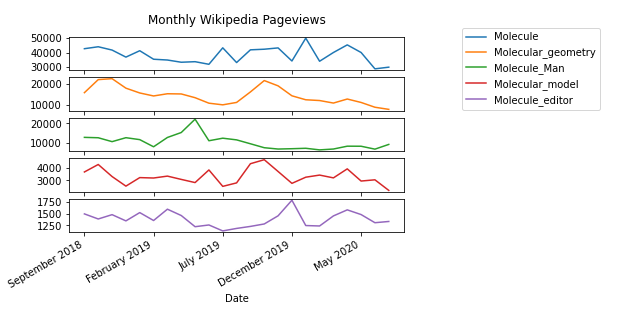 Monthly Wikipedia Pageviews
50000
40000
30000
20000
10000
20000
10000
4000
3000
1750
1500
1250
September 2018
February 2019
July 2019
December 2019
May 2020
Date
Molecule
Molecular_geometry
Molecule_Man
Molecular_model
Molecule_editor